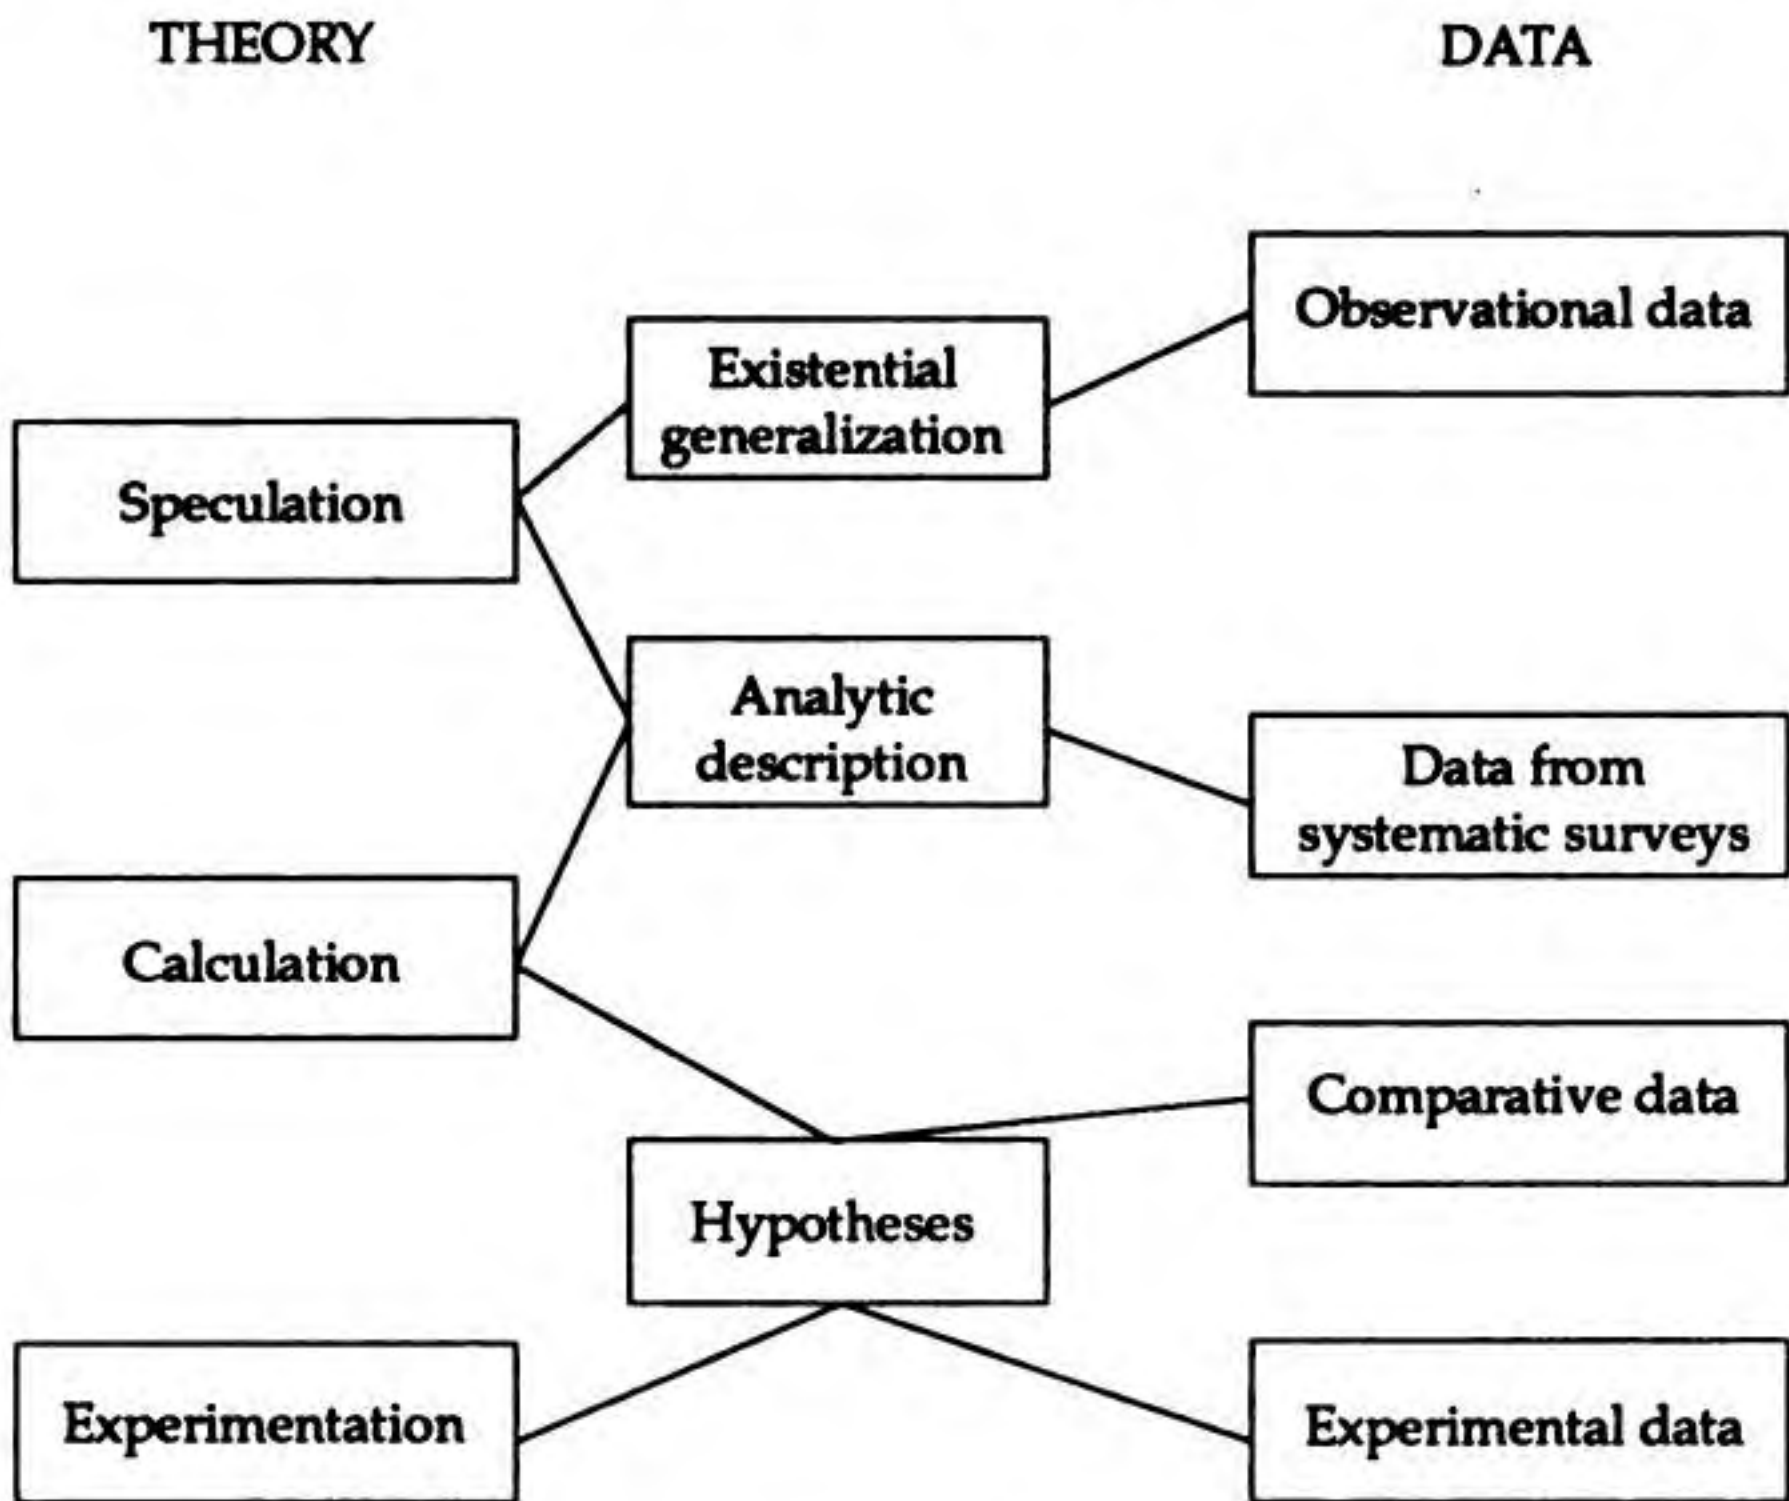 THEORY
DATA
Observational data
Existential
generalization
Speculation
Analytic
description
Data from
systematic surveys
Calculation
Comparative data
Hypotheses
Experimentation
Experimental data